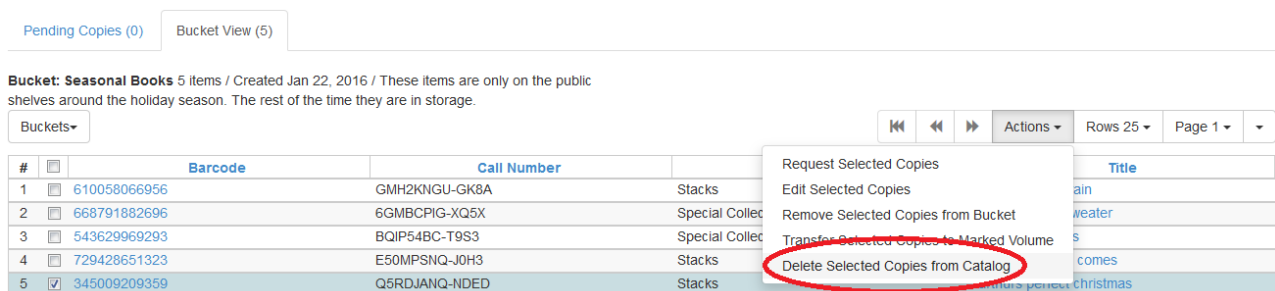 Pending Copies (0) Bucket View (5)
Bucket: Seasonal Books 5 items / Created Jan 22, 2016 / These items are only on the public
shelves around the holiday season. The rest of the time they are in storage.
Buckets Actions Rows 25 Page 1
# Barcode Call Number Title
1 610058066956 GMH2KNGU-GK8A Stacks ain
2 668791882696 6GMBCPIG-XQ5X Special Collec weater
3 543629969293 BQIP54BC-T9S3 Special Collec s
4 729428651323 E50MPSNQ-J0H3 Stacks comes
5 345009209359 Q5RDJANQ-NDED Stacks perfect christmas
Request Selected Copies
Edit Selected Copies
Remove Selected Copies from Bucket
Transfer Selected Copies to Marked Volume
Delete Selected Copies from Catalog